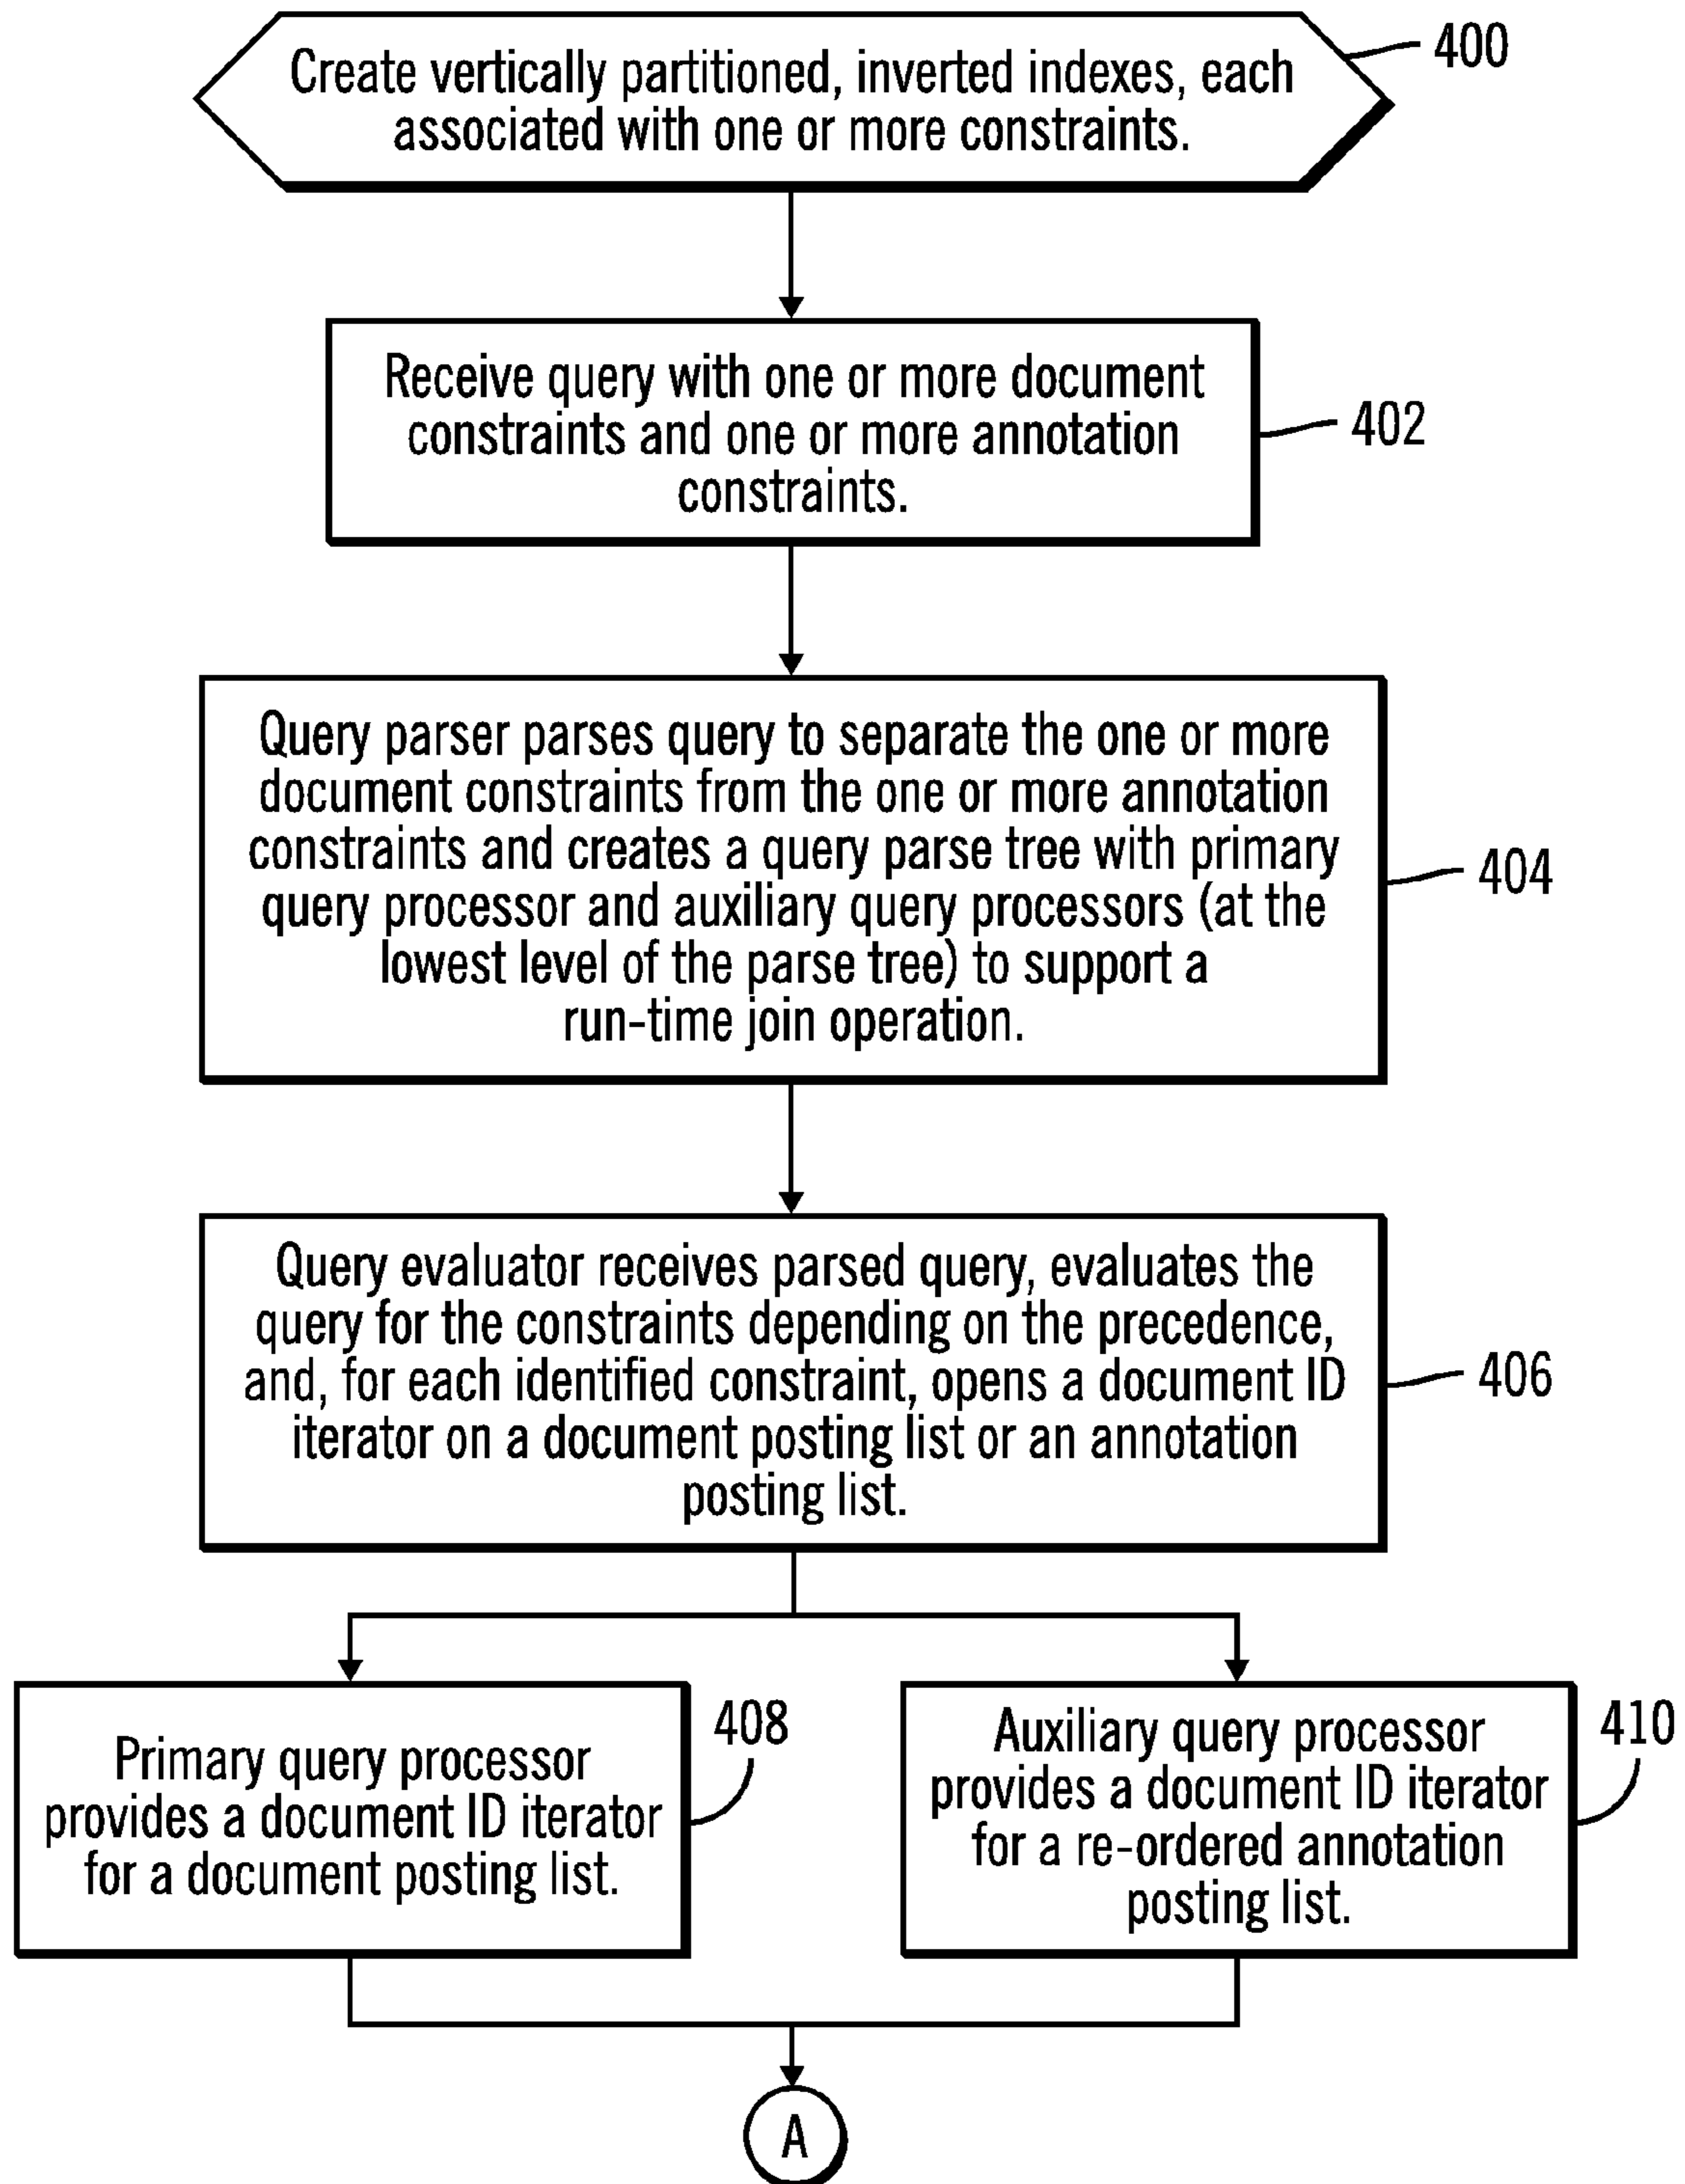 Create vertically partitioned, inverted indexes, each
associated with one or more constraints.
400
Receive query with one or more document
constraints and one or more annotation
constraints.
402
Query parser parses query to separate the one or more
document constraints from the one or more annotation
constraints and creates a query parse tree with primary
query processor and auxiliary query processors (at the
lowest level of the parse tree) to support a
run-time join operation.
404
Query evaluator receives parsed query, evaluates the
query for the constraints depending on the precedence,
and, for each identified constraint, opens a document ID
iterator on a document posting list or an annotation
posting list.
406
Primary query processor
provides a document ID iterator
for a document posting list.
408
Auxiliary query processor
provides a document ID iterator
for a re-ordered annotation
posting list.
410
A